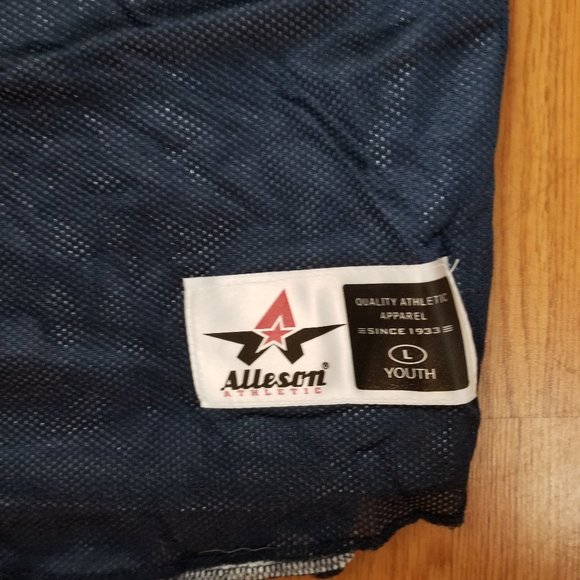 Alleson®
ATHLETIC
QUALITY ATHLETIC
APPAREL
SINCE 1933
L
YOUTH